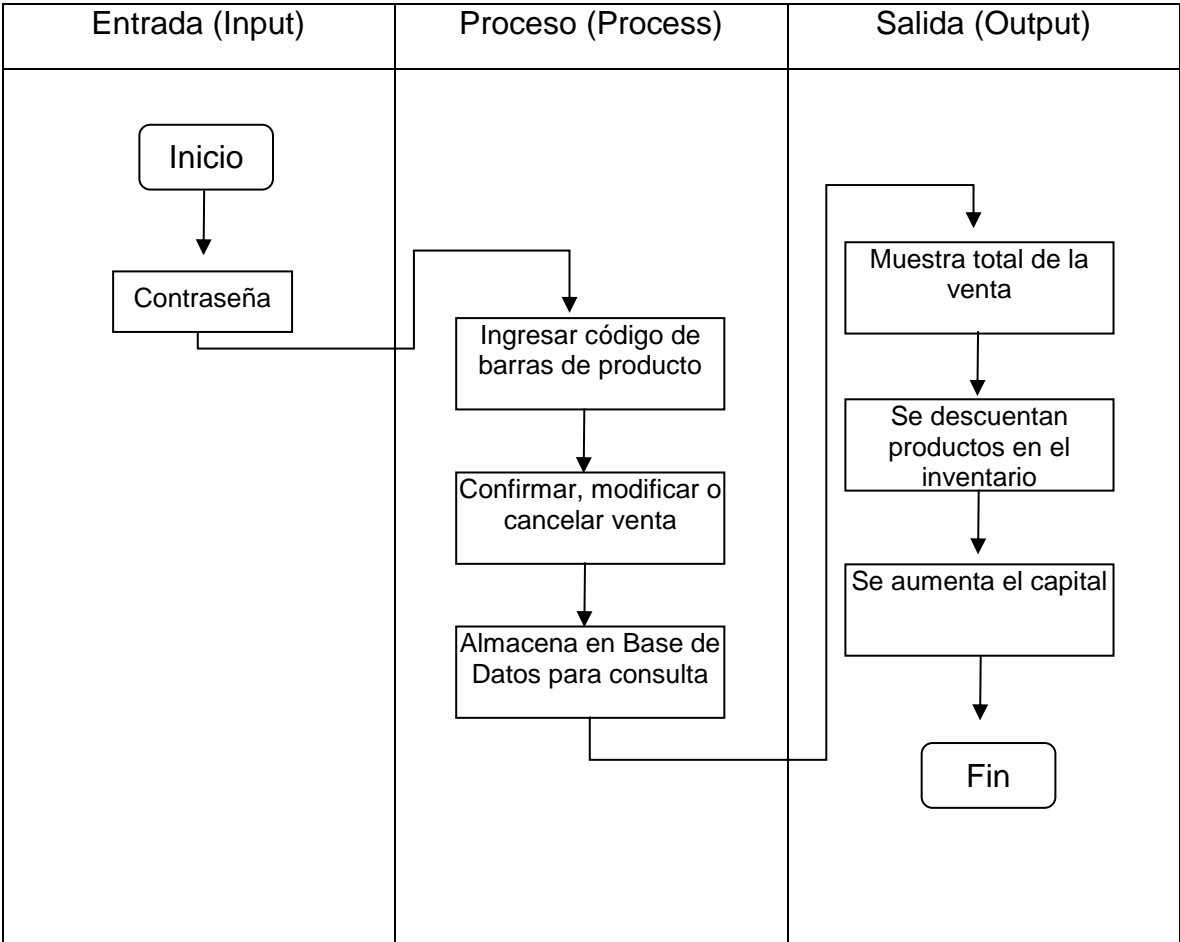 Entrada (Input)
Proceso (Process)
Salida (Output)
Inicio
Contraseña
Ingresar código de
barras de producto
Confirmar, modificar o
cancelar venta
Almacena en Base de
Datos para consulta
Muestra total de la
venta
Se descuentan
productos en el
inventario
Se aumenta el capital
Fin